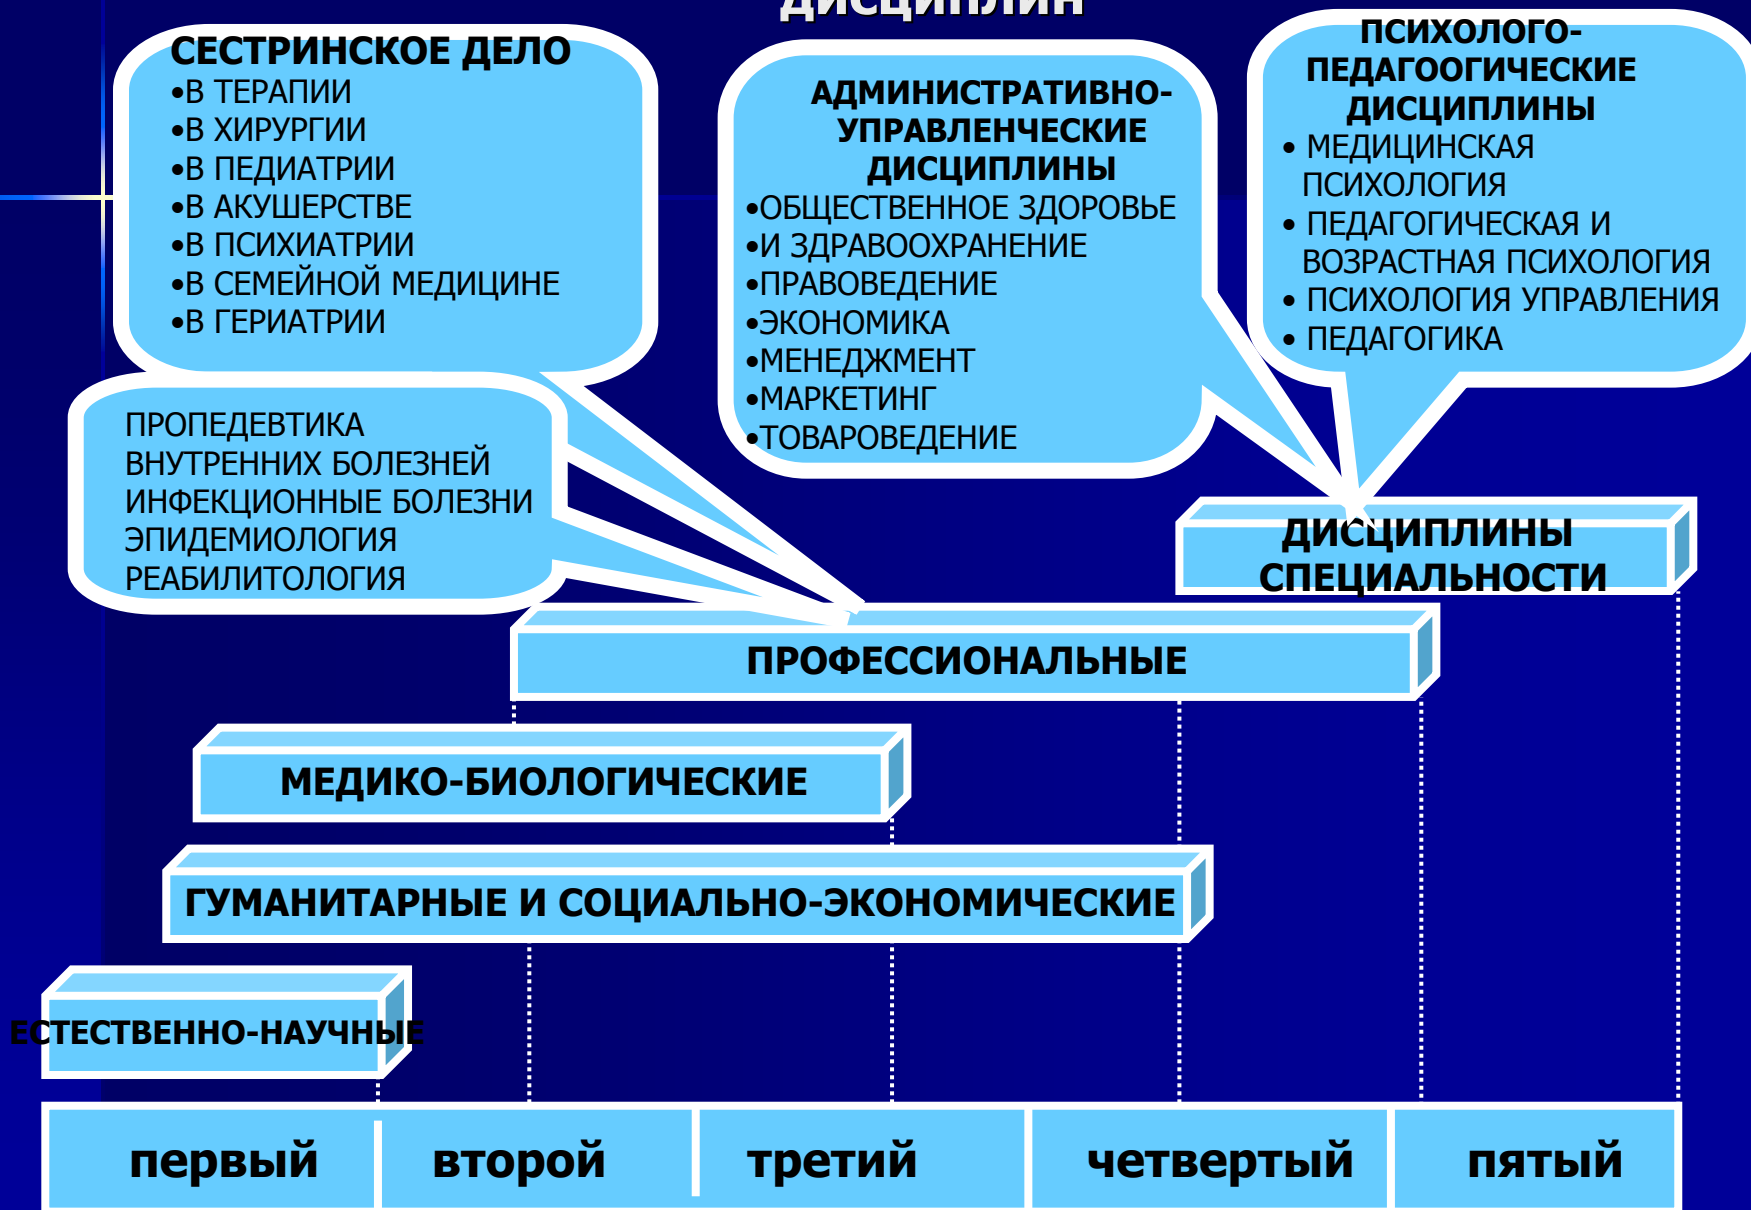 ДИСЦИПЛИН
СЕСТРИНСКОЕ ДЕЛО
•В ТЕРАПИИ
•В ХИРУРГИИ
•В ПЕДИАТРИИ
•В АКУШЕРСТВЕ
•В ПСИХИАТРИИ
•В СЕМЕЙНОЙ МЕДИЦИНЕ
•В ГЕРИАТРИИ
АДМИНИСТРАТИВНО-
УПРАВЛЕНЧЕСКИЕ
ДИСЦИПЛИНЫ
•ОБЩЕСТВЕННОЕ ЗДОРОВЬЕ
•И ЗДРАВООХРАНЕНИЕ
•ПРАВОВЕДЕНИЕ
•ЭКОНОМИКА
•МЕНЕДЖМЕНТ
•МАРКЕТИНГ
•ТОВАРОВЕДЕНИЕ
ПСИХОЛОГО-
ПЕДАГООГИЧЕСКИЕ
ДИСЦИПЛИНЫ
• МЕДИЦИНСКАЯ
ПСИХОЛОГИЯ
• ПЕДАГОГИЧЕСКАЯ И
ВОЗРАСТНАЯ ПСИХОЛОГИЯ
• ПСИХОЛОГИЯ УПРАВЛЕНИЯ
• ПЕДАГОГИКА
ПРОПЕДЕВТИКА
ВНУТРЕННИХ БОЛЕЗНЕЙ
ИНФЕКЦИОННЫЕ БОЛЕЗНИ
ЭПИДЕМИОЛОГИЯ
РЕАБИЛИТОЛОГИЯ
ДИСЦИПЛИНЫ
СПЕЦИАЛЬНОСТИ
ПРОФЕССИОНАЛЬНЫЕ
МЕДИКО-БИОЛОГИЧЕСКИЕ
ГУМАНИТАРНЫЕ И СОЦИАЛЬНО-ЭКОНОМИЧЕСКИЕ
ЕСТЕСТВЕННО-НАУЧНЫЕ
первый второй третий четвертый пятый